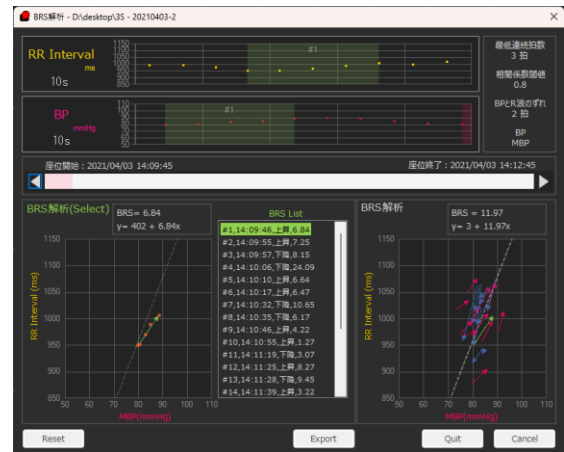 BRS解析 - D:\desktop\3S - 20210403-2
RR Interval
ms
10s
1150
1100
1050
1000
950
900
850
#1
最低連続拍数
3 拍
相関係数閾値
0.8
BPとR波のずれ
2 拍
BP
MBP
BP
mmHg
10s
110
100
90
80
70
60
50
#1
座位開始：2021/04/03 14:09:45
座位終了：2021/04/03 14:12:45
BRS解析(Select)
BRS= 6.84
y= 402 + 6.84x
1150
1100
1050
1000
950
900
850
RR Interval (ms)
50 60 70 80 90 100 110
MBP(mmHg)
BRS List
#1,14:09:46,上昇,6.84
#2,14:09:55,上昇,7.25
#3,14:09:57,下降,8.15
#4,14:10:06,下降,24.09
#5,14:10:10,上昇,6.64
#6,14:10:17,上昇,6.47
#7,14:10:32,下降,10.65
#8,14:10:35,下降,6.17
#9,14:10:46,上昇,4.22
#10,14:10:55,上昇,1.27
#11,14:11:19,下降,3.07
#12,14:11:25,上昇,8.27
#13,14:11:28,下降,9.45
#14,14:11:39,上昇,3.22
BRS解析
BRS = 11.97
y= 3 + 11.97x
1150
1100
1050
1000
950
900
850
RR Interval (ms)
50 60 70 80 90 100 110
MBP(mmHg)
Reset
Export
Quit
Cancel